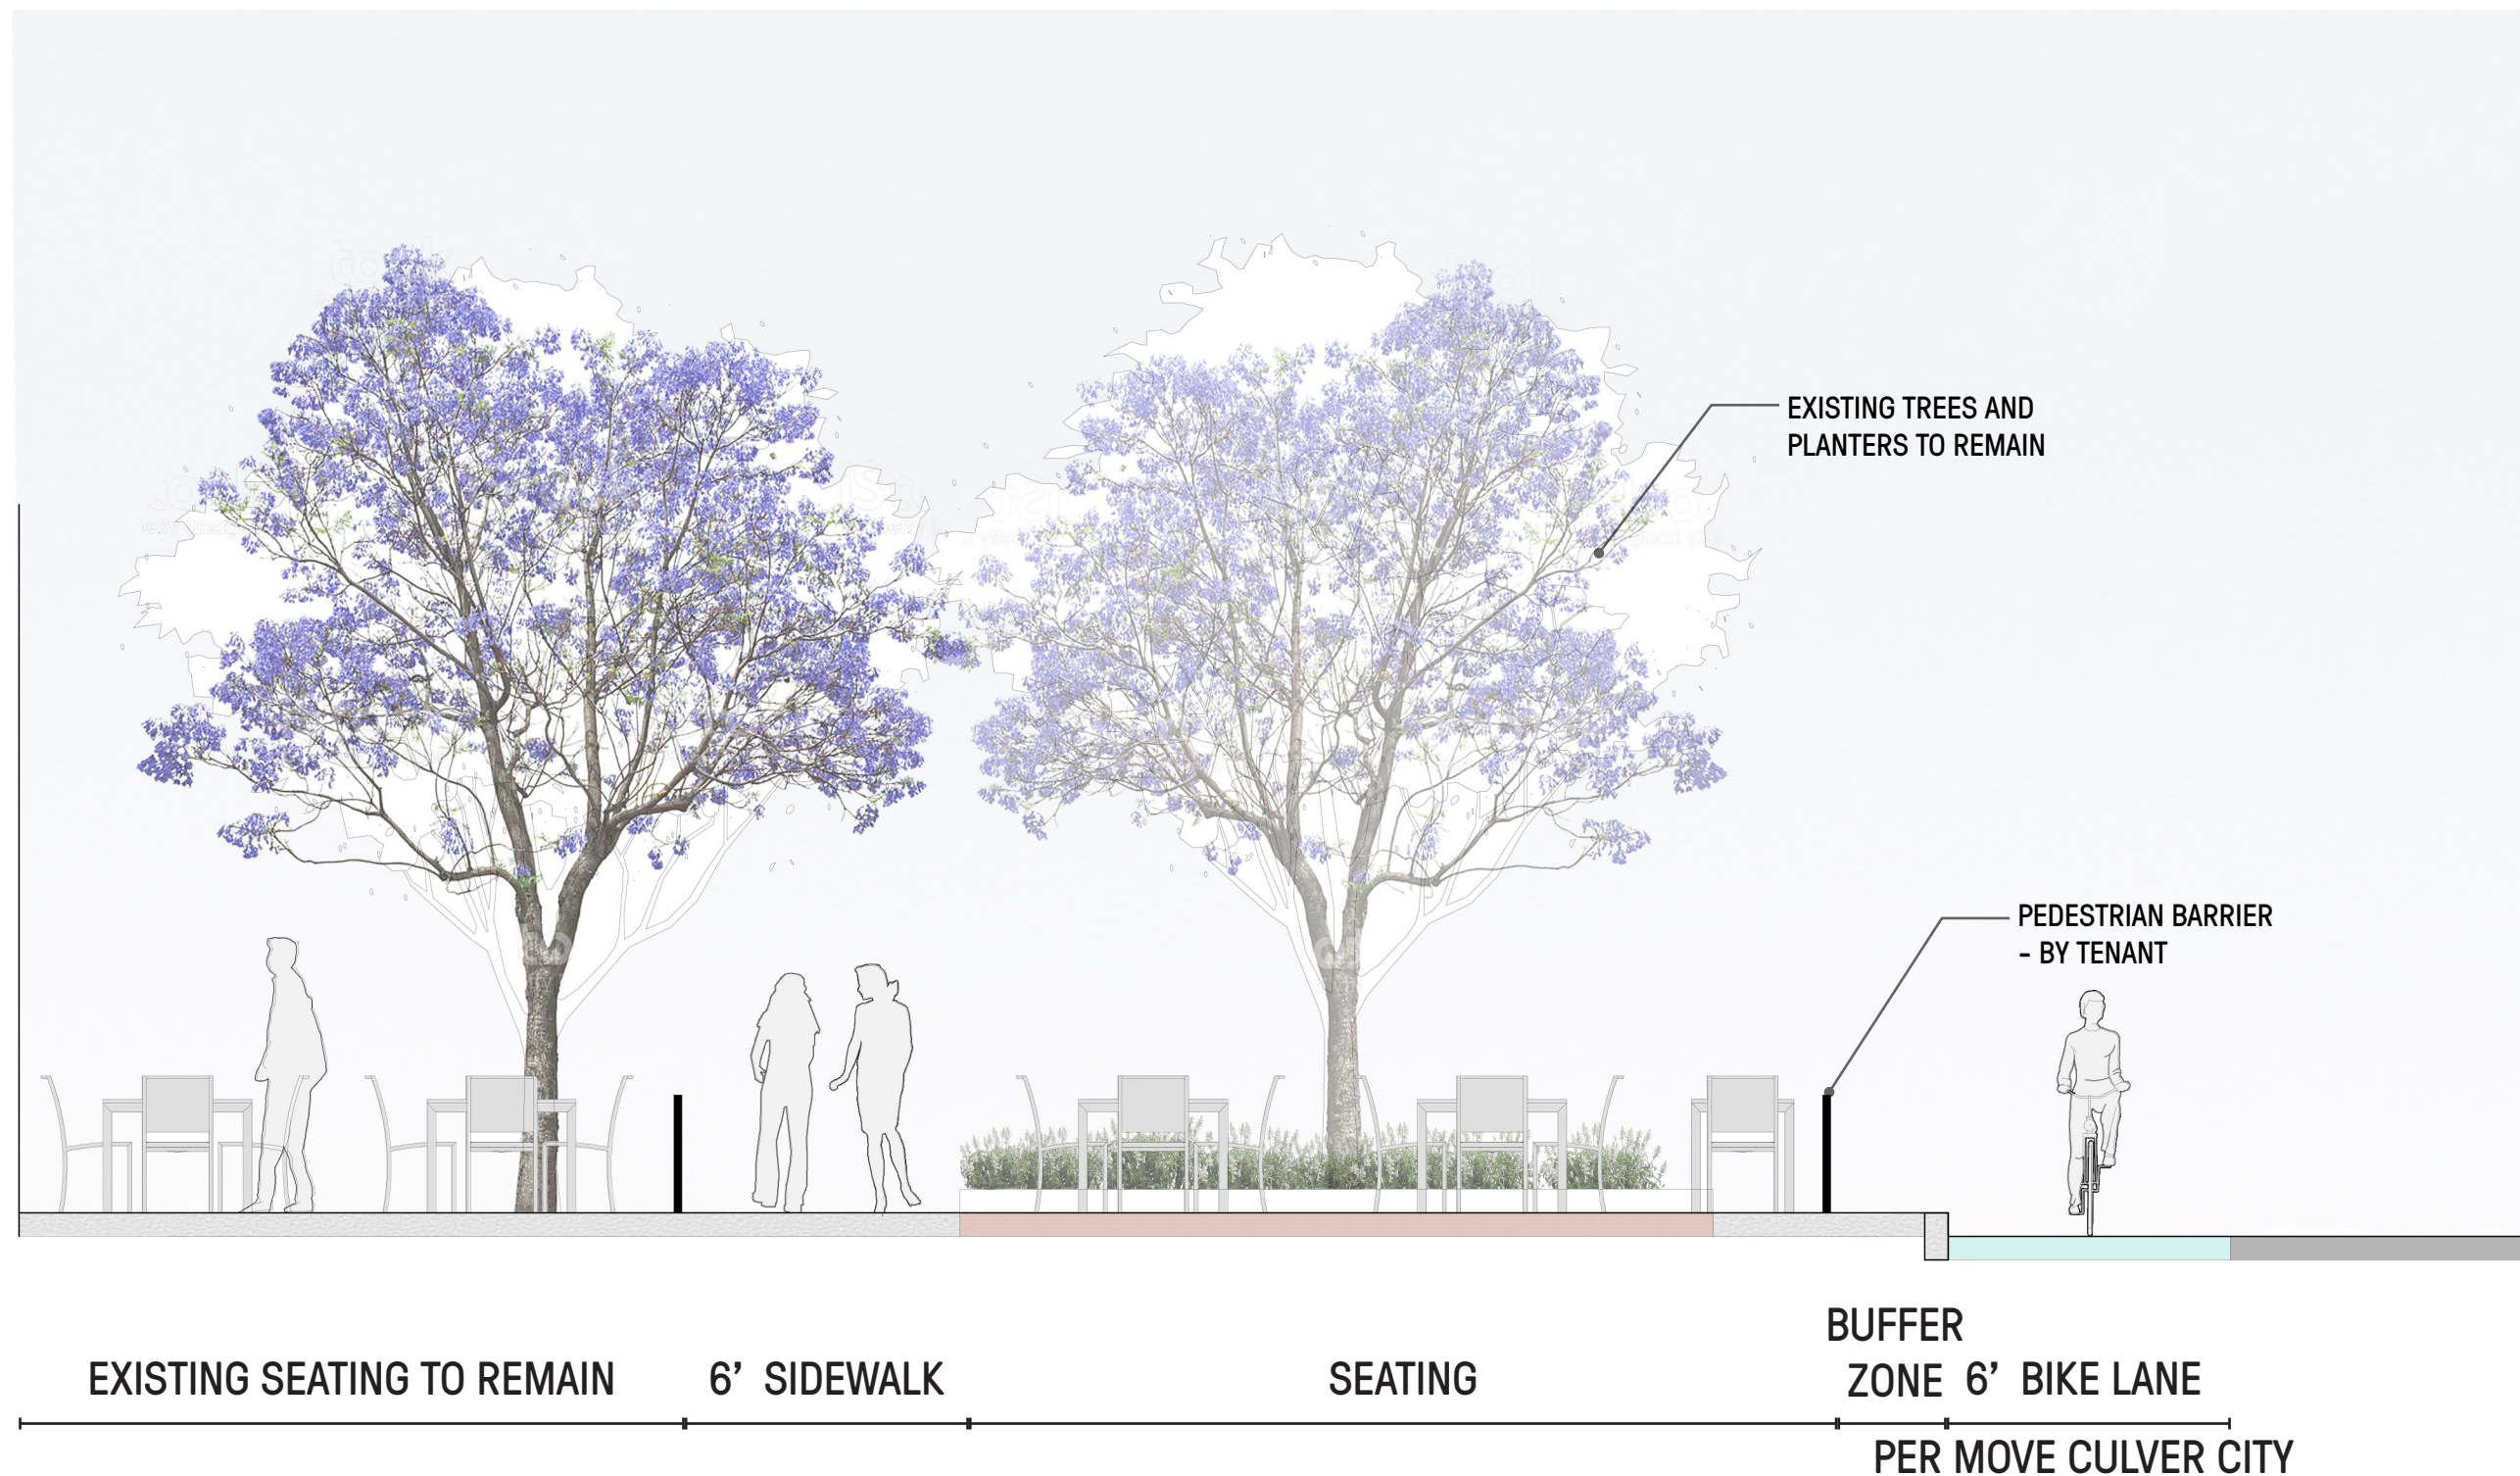 EXISTING TREES AND
PLANTERS TO REMAIN
PEDESTRIAN BARRIER
- BY TENANT
EXISTING SEATING TO REMAIN
6’ SIDEWALK
SEATING
BUFFER
ZONE
6’ BIKE LANE
PER MOVE CULVER CITY